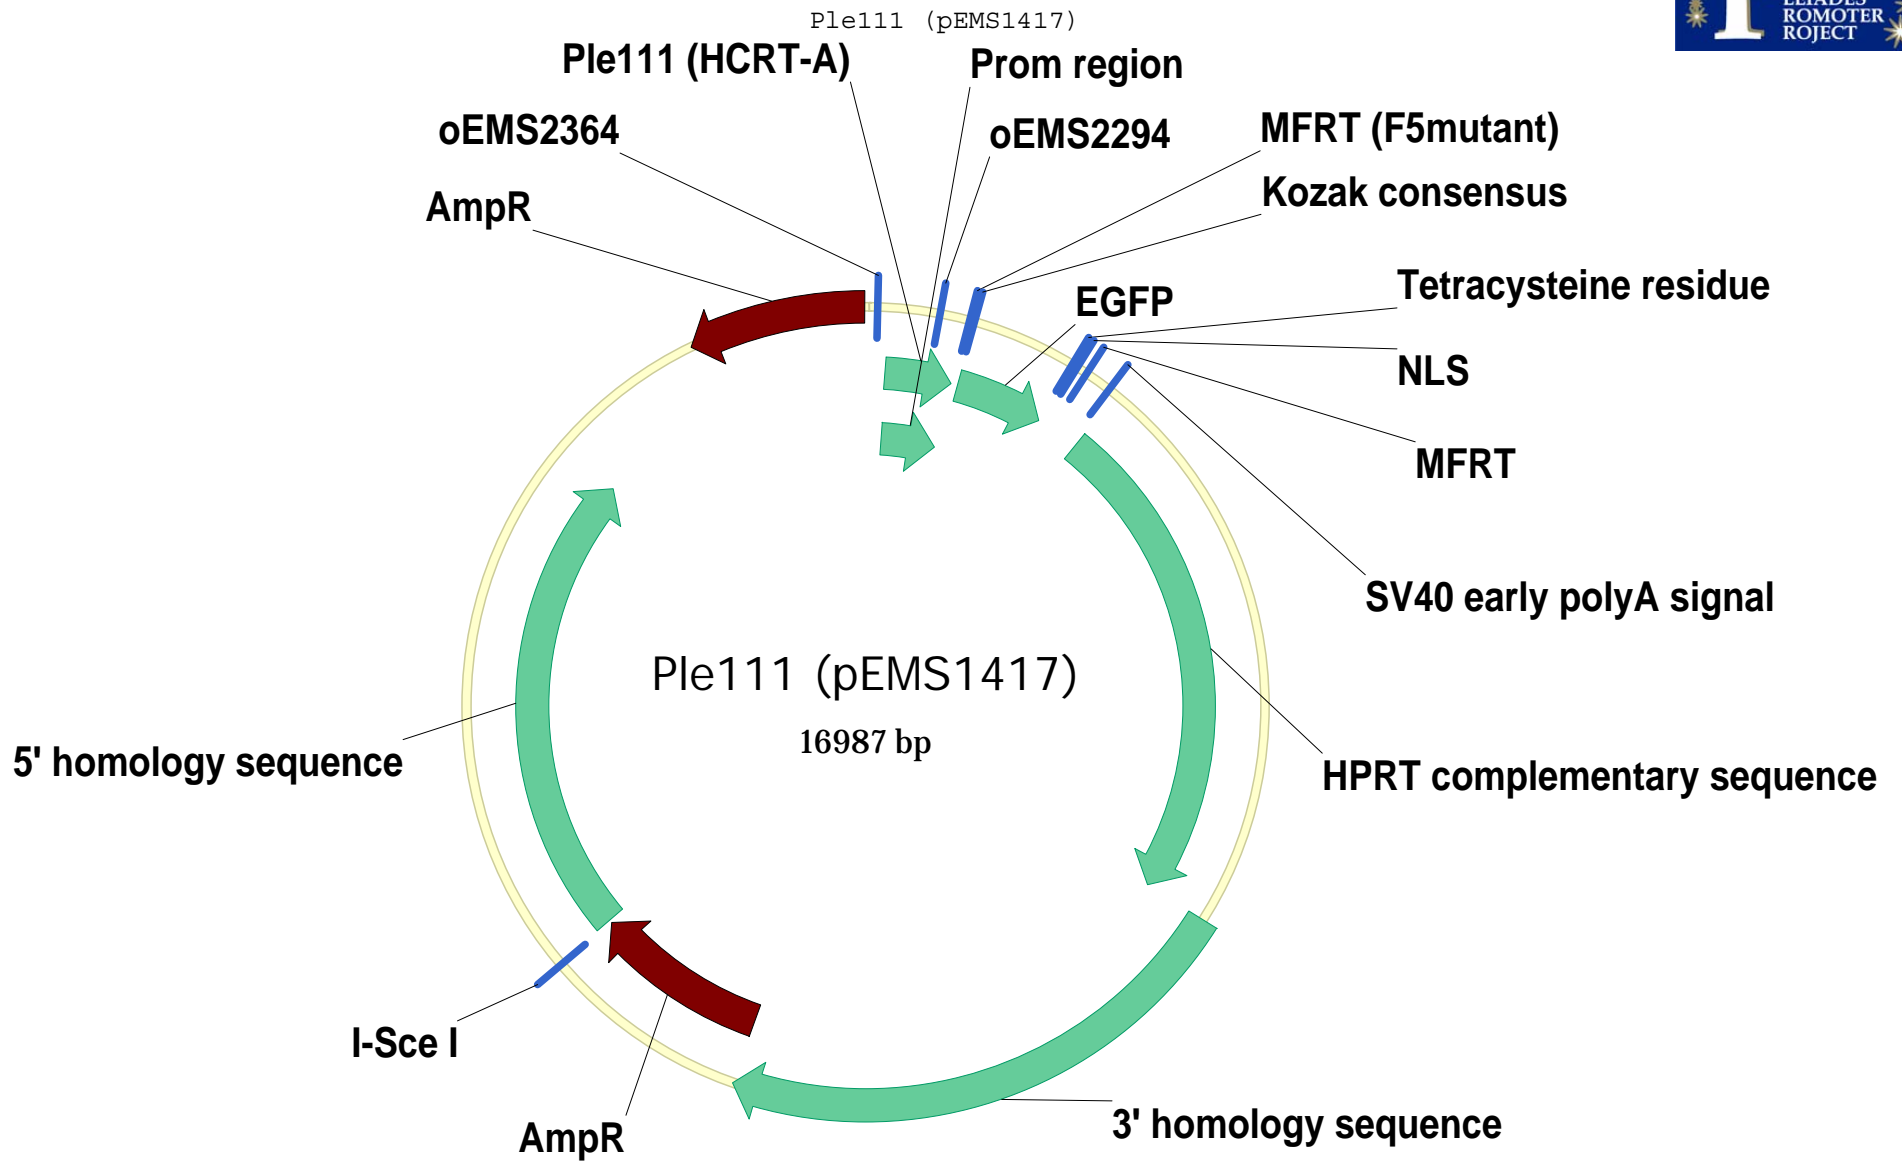 Ple111 (pEMS1417)
ROMOTER
ROJECT
Ple111 (HCRT-A)
Prom region
oEMS2364
oEMS2294
MFRT (F5mutant)
AmpR
Kozak consensus
EGFP
Tetracysteine residue
NLS
MFRT
SV40 early polyA signal
Ple111 (pEMS1417)
16987 bp
5' homology sequence
HPRT complementary sequence
I-Sce I
AmpR
3' homology sequence